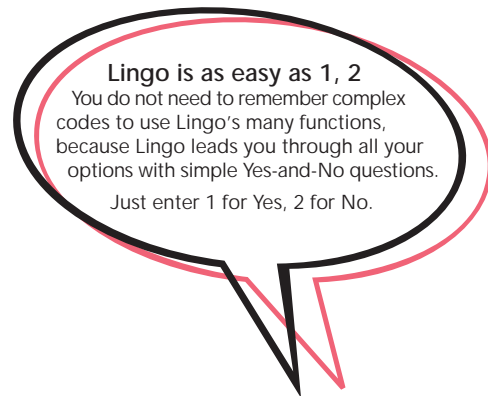 Lingo is as easy as 1, 2
You do not need to remember complex
codes to use Lingo's many functions,
because Lingo leads you through all your
options with simple Yes-and-No questions.
Just enter 1 for Yes, 2 for No.